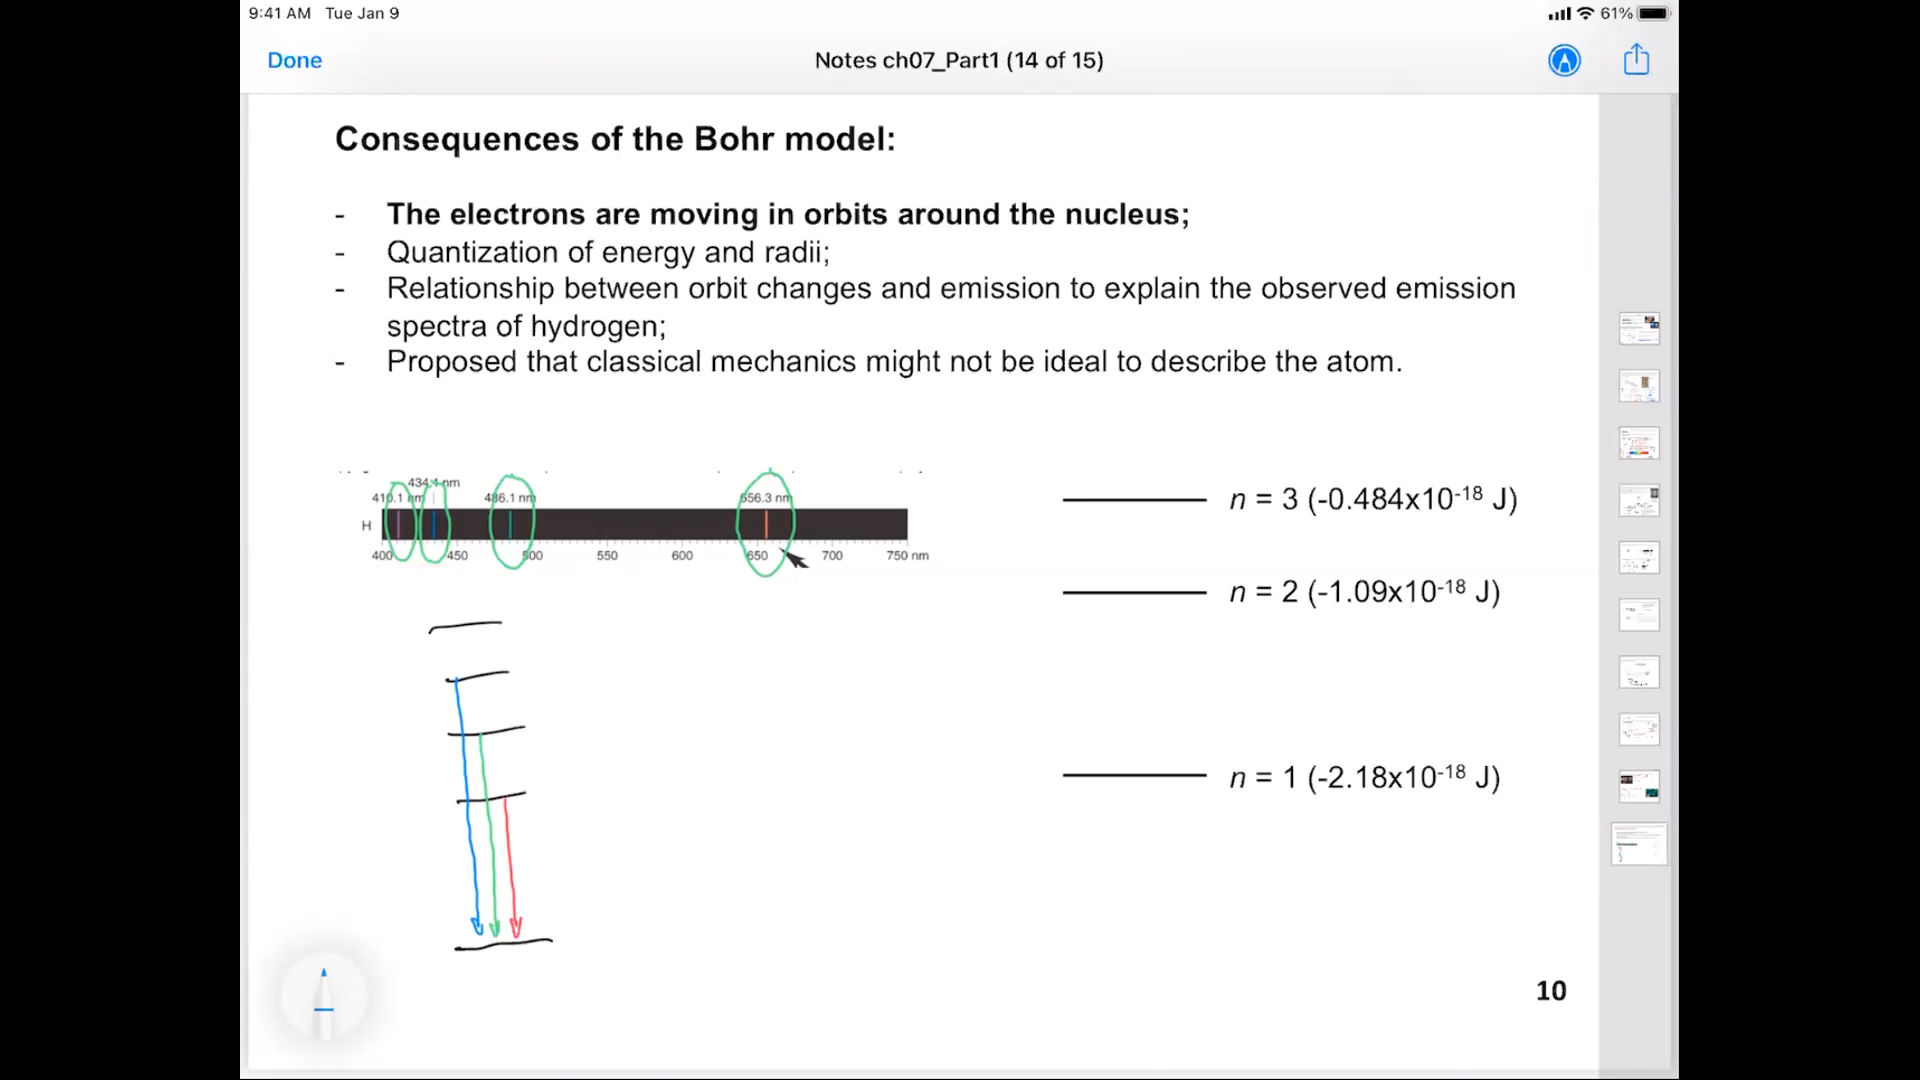 9:41 AM Tue Jan 9
61%
Done
Notes ch07_Part1 (14 of 15)
Consequences of the Bohr model:
- The electrons are moving in orbits around the nucleus;
- Quantization of energy and radii;
- Relationship between orbit changes and emission to explain the observed emission
spectra of hydrogen;
- Proposed that classical mechanics might not be ideal to describe the atom.
434.1 nm
410.1 nm 486.1 nm 656.3 nm
H
400 450 500 550 600 650 700 750 nm
n = 3 (-0.484x10⁻¹⁸ J)
n = 2 (-1.09x10⁻¹⁸ J)
n = 1 (-2.18x10⁻¹⁸ J)
10